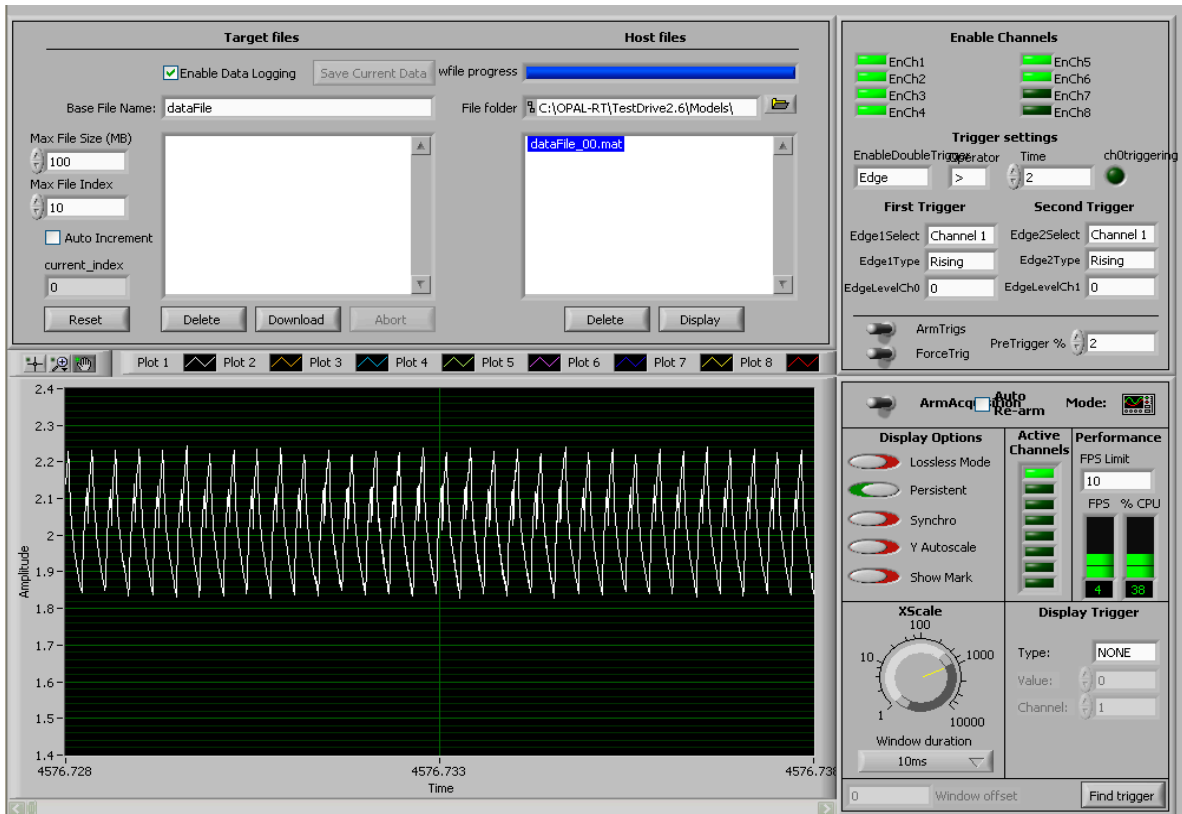 Target files
Host files
Enable Data Logging
Save Current Data
wfile progress
Base File Name: dataFile
File folder C:\OPAL-RT\TestDrive2.6\Models\
Max File Size (MB)
100
Max File Index
10
Auto Increment
current_index
0
dataFile_00.mat
Reset
Delete
Download
Abort
Delete
Display
Enable Channels
EnCh1
EnCh2
EnCh3
EnCh4
EnCh5
EnCh6
EnCh7
EnCh8
Trigger settings
EnableDoubleTrigger
Operator
Time
ch0triggering
Edge
>
2
First Trigger
Second Trigger
Edge1Select Channel 1
Edge2Select Channel 1
Edge1Type Rising
Edge2Type Rising
EdgeLevelCh0 0
EdgeLevelCh1 0
ArmTrigs
ForceTrig
PreTrigger % 2
Plot 1
Plot 2
Plot 3
Plot 4
Plot 5
Plot 6
Plot 7
Plot 8
2.4
2.3
2.2
2.1
2
1.9
1.8
1.7
1.6
1.5
1.4
Amplitude
4576.728
4576.733
4576.738
Time
ArmAcquisition
Auto
Re-arm
Mode:
Display Options
Lossless Mode
Persistent
Synchro
Y Autoscale
Show Mark
Active
Channels
Performance
FPS Limit
10
FPS
% CPU
4
38
XScale
100
10
1000
1
10000
Window duration
10ms
Display Trigger
Type: NONE
Value: 0
Channel: 1
0 Window offset
Find trigger